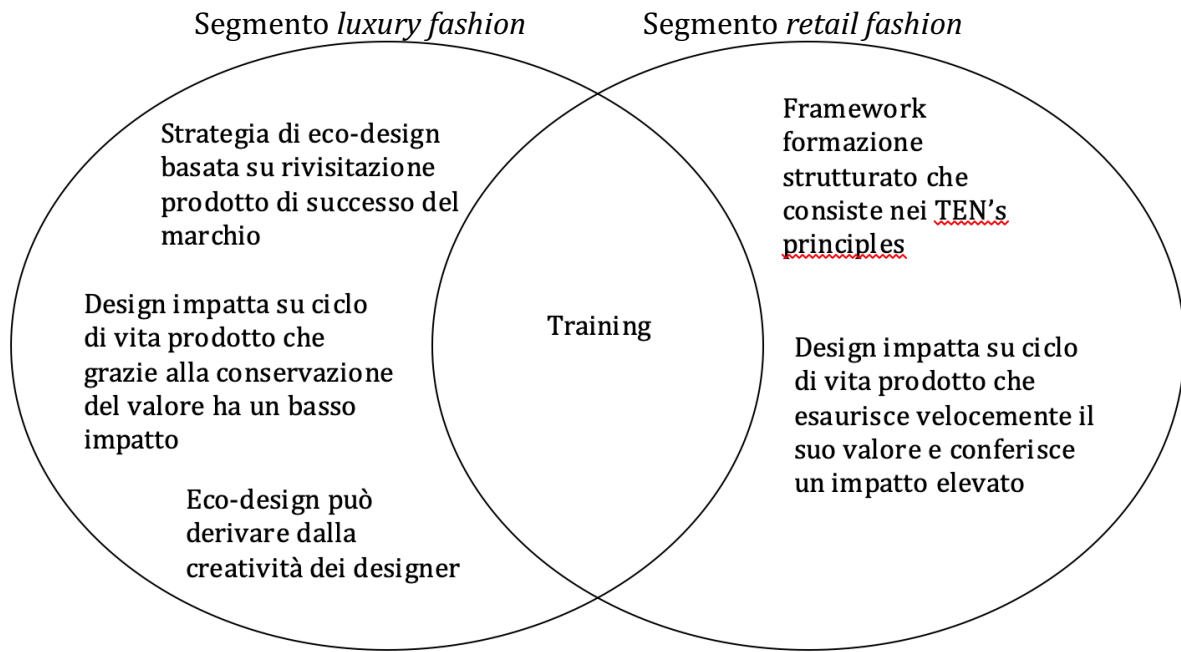 Segmento luxury fashion
Segmento retail fashion
Strategia di eco-design
basata su rivisitazione
prodotto di successo del
marchio
Design impatta su ciclo
di vita prodotto che
grazie alla conservazione
del valore ha un basso
impatto
Eco-design può
derivare dalla
creatività dei designer
Training
Framework
formazione
strutturato che
consiste nei TEN’s
principles
Design impatta su ciclo
di vita prodotto che
esaurisce velocemente il
suo valore e conferisce
un impatto elevato